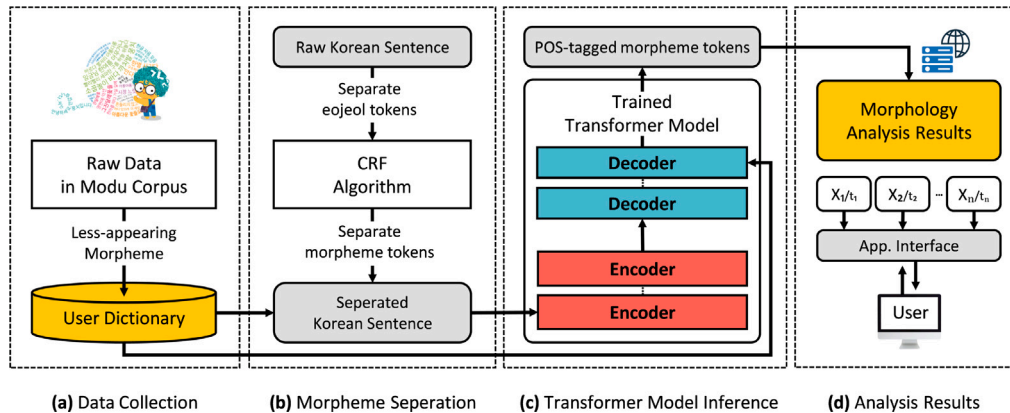 Raw Data
in Modu Corpus
Less-appearing
Morpheme
User Dictionary
(a) Data Collection
Raw Korean Sentence
Separate
eojeol tokens
CRF
Algorithm
Separate
morpheme tokens
Seperated
Korean Sentence
(b) Morpheme Seperation
POS-tagged morpheme tokens
Trained
Transformer Model
Decoder
Decoder
Encoder
Encoder
(c) Transformer Model Inference
Morphology
Analysis Results
X₁/t₁ X₂/t₂ ... Xn/tn
App. Interface
User
(d) Analysis Results